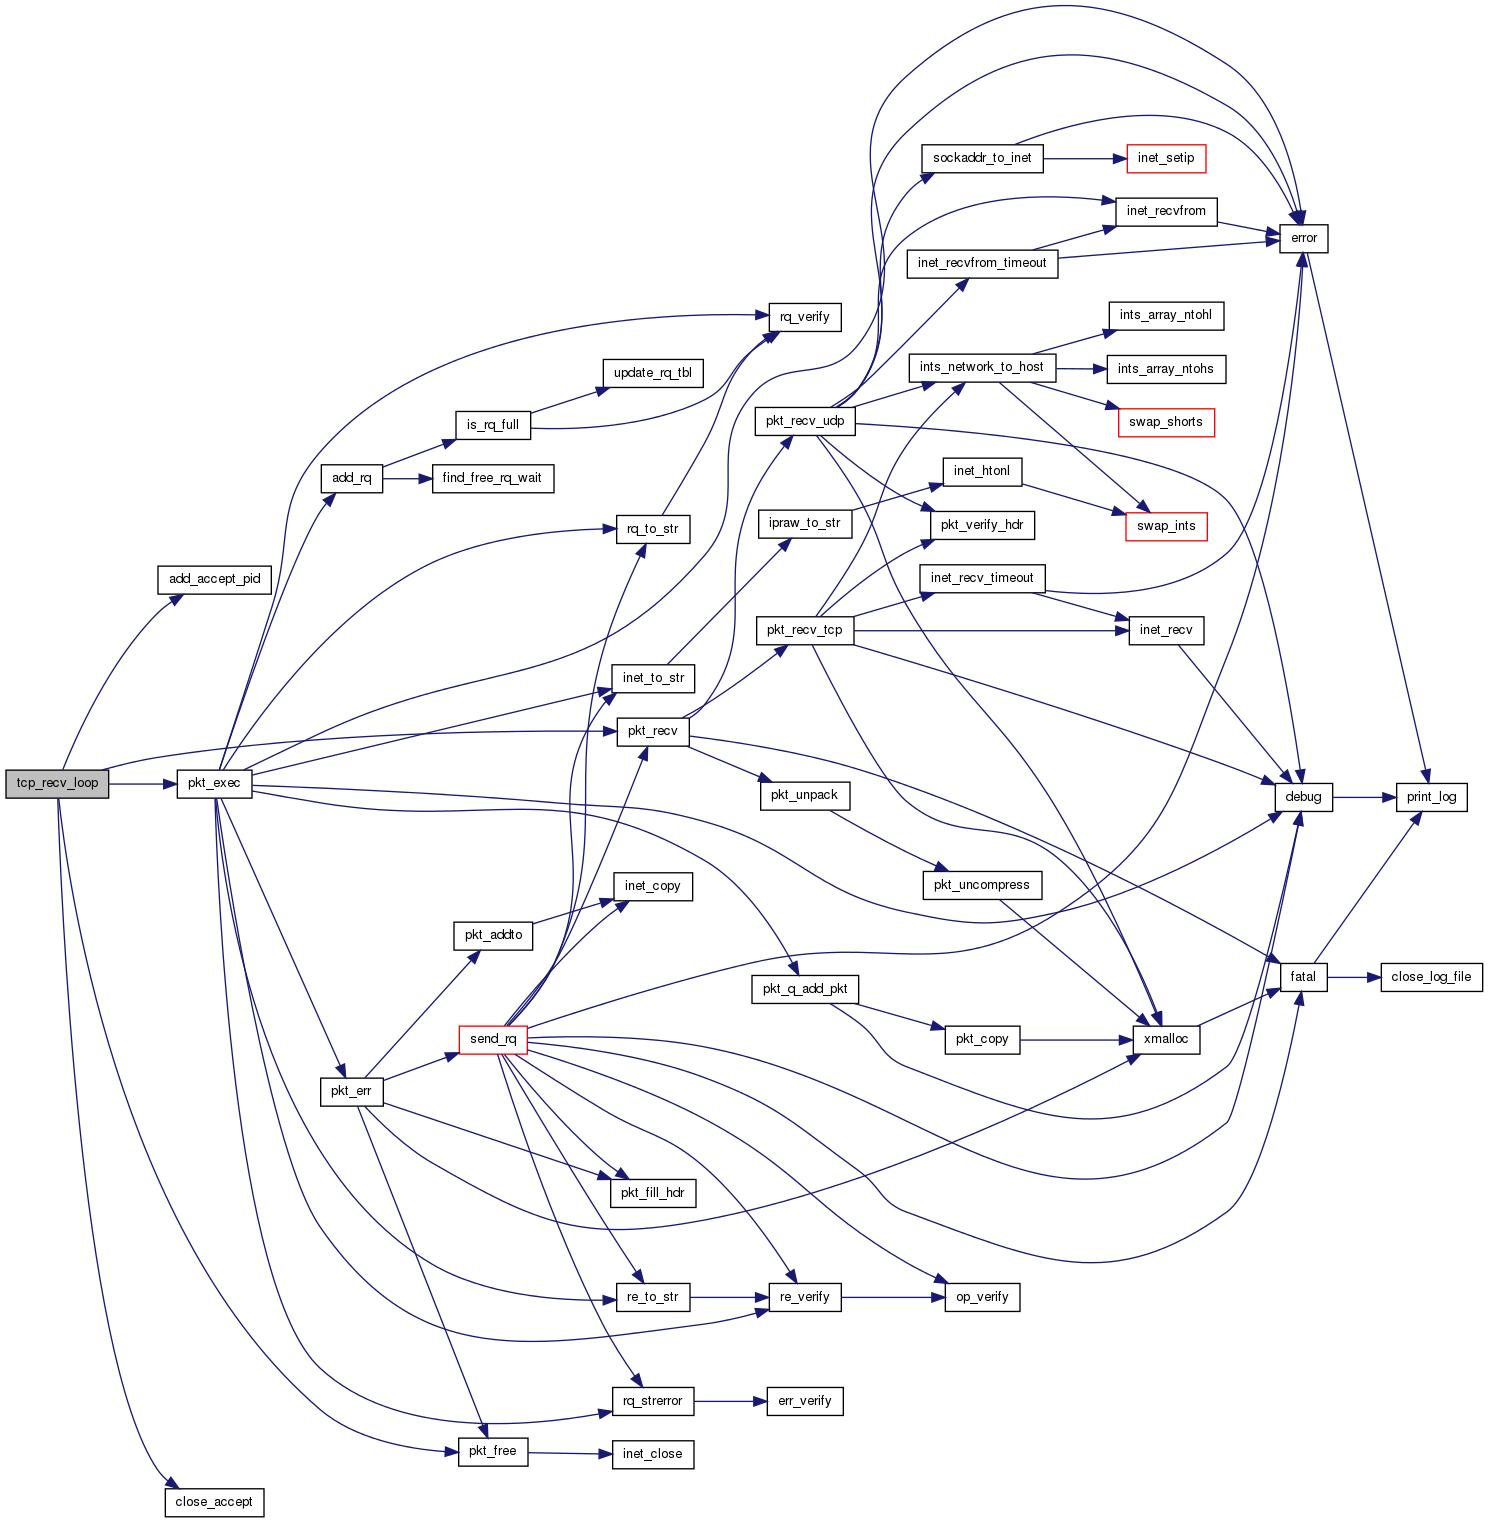 sockaddr_to_inet
inet_setip
inet_recvfrom
error
inet_recvfrom_timeout
ints_array_ntohl
rq_verify
ints_network_to_host
ints_array_ntohs
update_rq_tbl
swap_shorts
is_rq_full
pkt_recv_udp
add_rq
find_free_rq_wait
inet_htonl
rq_to_str
ipraw_to_str
pkt_verify_hdr
swap_ints
add_accept_pid
inet_recv_timeout
pkt_recv_tcp
inet_recv
inet_to_str
pkt_recv
tcp_recv_loop
pkt_exec
pkt_unpack
debug
print_log
inet_copy
pkt_uncompress
pkt_addto
pkt_q_add_pkt
fatal
close_log_file
send_rq
pkt_copy
xmalloc
pkt_err
pkt_fill_hdr
re_to_str
re_verify
op_verify
rq_strerror
err_verify
pkt_free
inet_close
close_accept